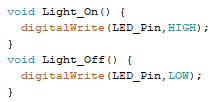 void Light_On() {
  digitalWrite(LED_Pin,HIGH);
}
void Light_Off() {
  digitalWrite(LED_Pin,LOW);
}